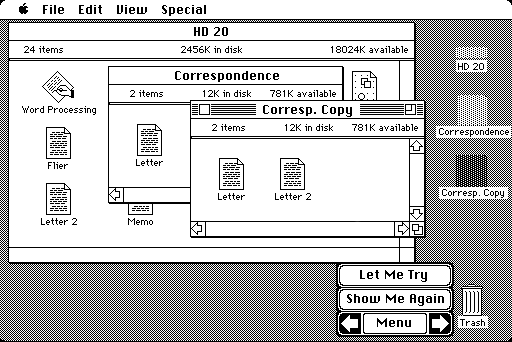 File Edit View Special
HD 20
24 items 2456K in disk 18024K available
Correspondence
2 items 12K in disk 781K available
Corresp. Copy
2 items 12K in disk 781K available
Word Processing
Flier
Letter 2
Letter
Memo
Letter
Letter 2
HD 20
Correspondence
Corresp. Copy
Trash
Let Me Try
Show Me Again
Menu